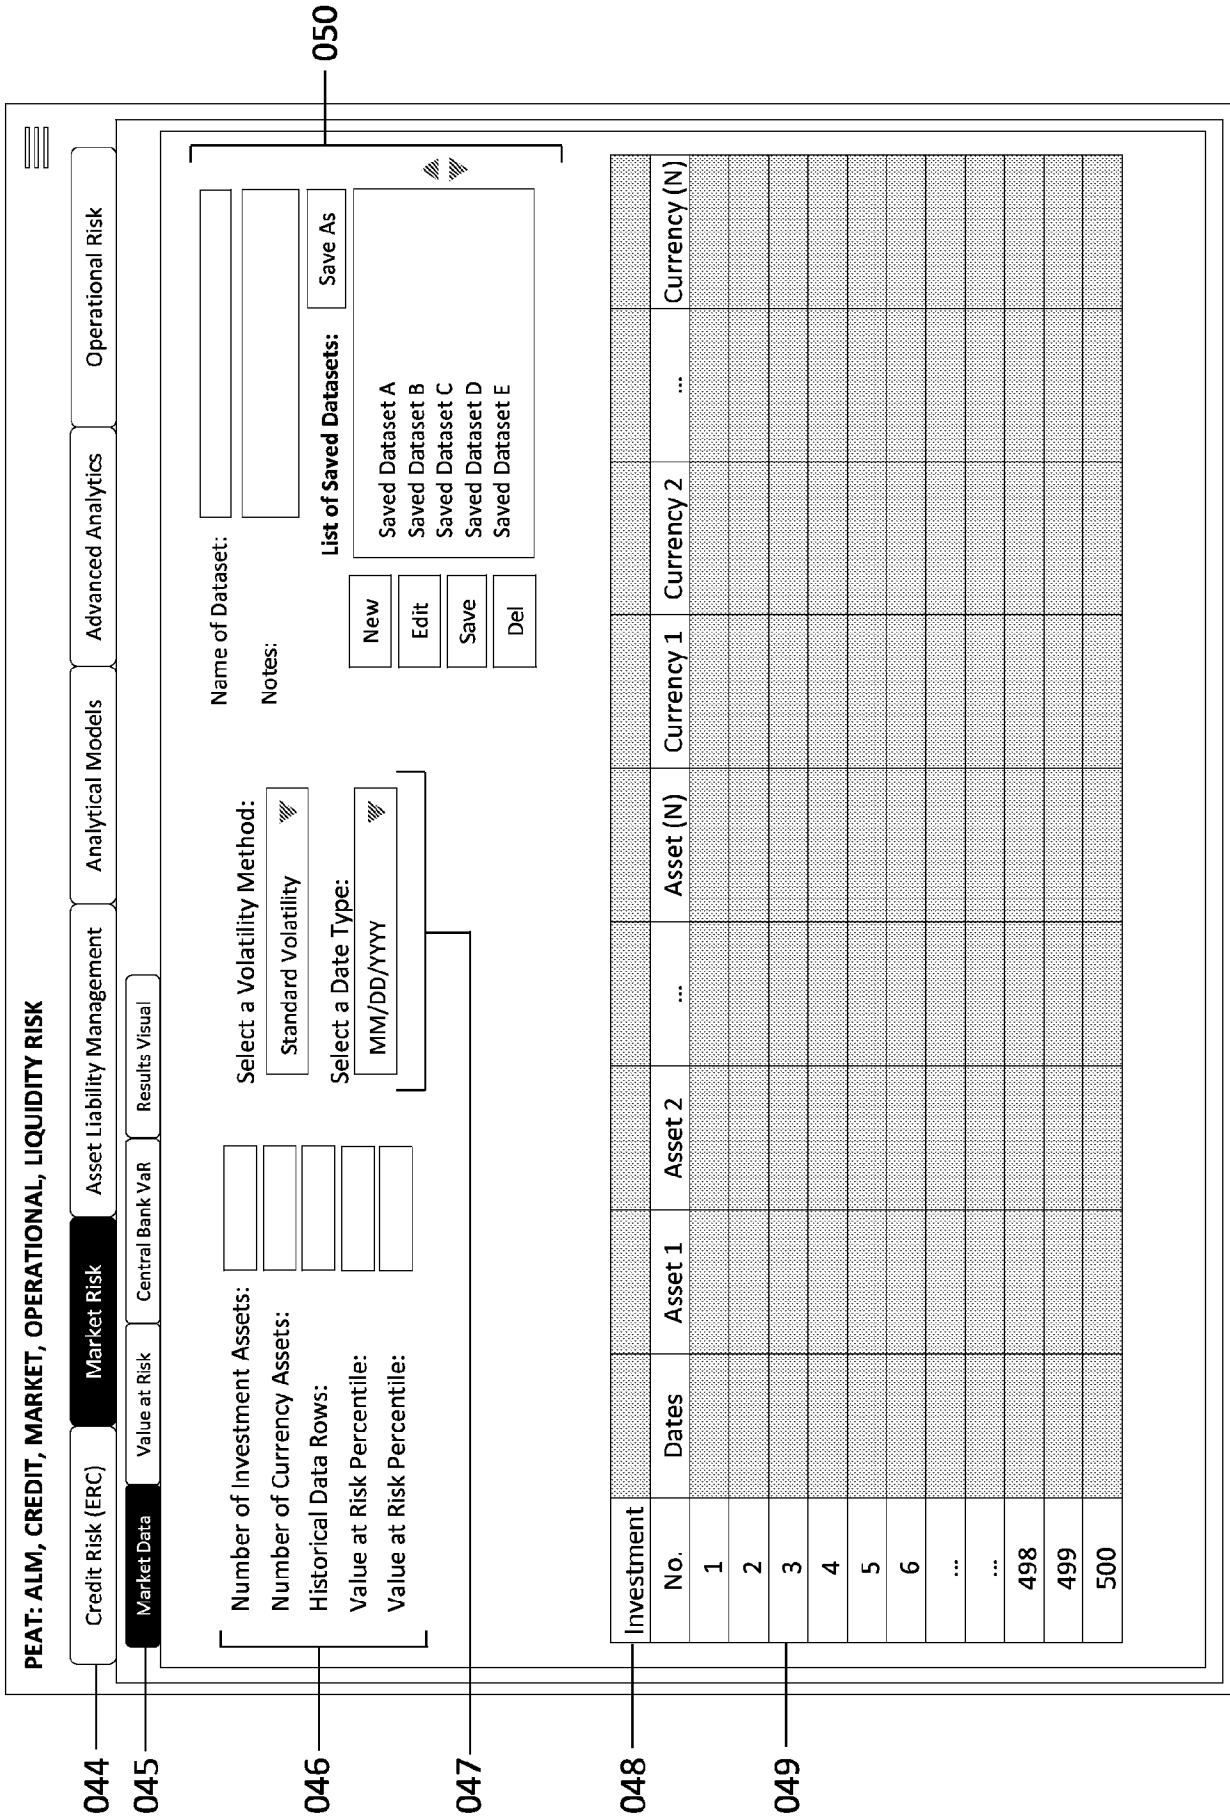 PEAT: ALM, CREDIT, MARKET, OPERATIONAL, LIQUIDITY RISK
044
Credit Risk (ERC)
Market Risk
Asset Liability Management
Analytical Models
Advanced Analytics
Operational Risk
045
Market Data
Value at Risk
Central Bank VaR
Results Visual
046
Number of Investment Assets:
Number of Currency Assets:
Historical Data Rows:
Value at Risk Percentile:
Value at Risk Percentile:
047
Select a Volatility Method:
Standard Volatility
Select a Date Type:
MM/DD/YYYY
050
Name of Dataset:
Notes:
List of Saved Datasets:
Save As
New
Edit
Save
Del
Saved Dataset A
Saved Dataset B
Saved Dataset C
Saved Dataset D
Saved Dataset E
048
Investment
No. Dates Asset 1 Asset 2 ... Asset (N) Currency 1 Currency 2 ... Currency (N)
1
2
049
3
4
5
6
...
...
498
499
500